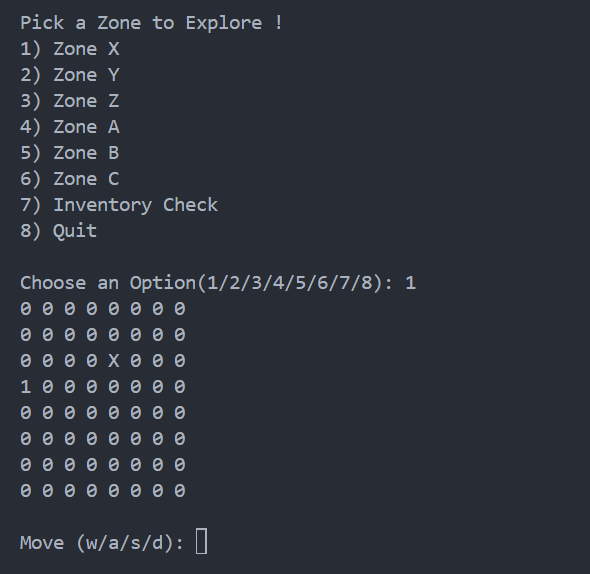 Pick a Zone to Explore !
1) Zone X
2) Zone Y
3) Zone Z
4) Zone A
5) Zone B
6) Zone C
7) Inventory Check
8) Quit
Choose an Option(1/2/3/4/5/6/7/8): 1
0 0 0 0 0 0 0 0
0 0 0 0 0 0 0 0
0 0 0 0 X 0 0 0
1 0 0 0 0 0 0 0
0 0 0 0 0 0 0 0
0 0 0 0 0 0 0 0
0 0 0 0 0 0 0 0
0 0 0 0 0 0 0 0
Move (w/a/s/d):